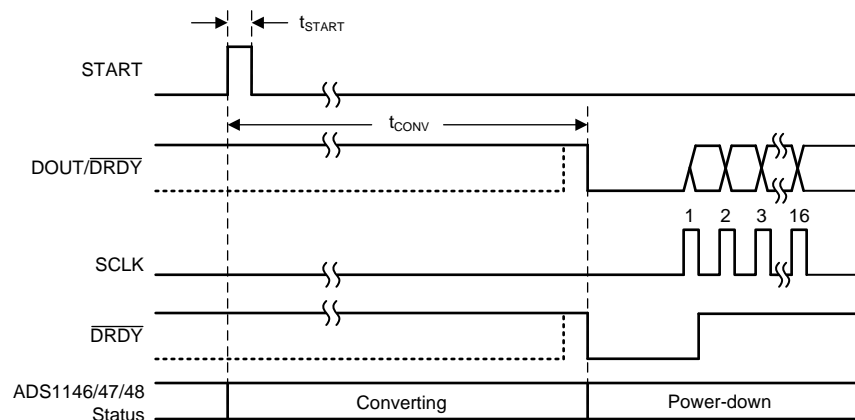 tSTART
START
tCONV
DOUT/DRDY
1 2 3 16
SCLK
DRDY
ADS1146/47/48
Status
Converting
Power-down